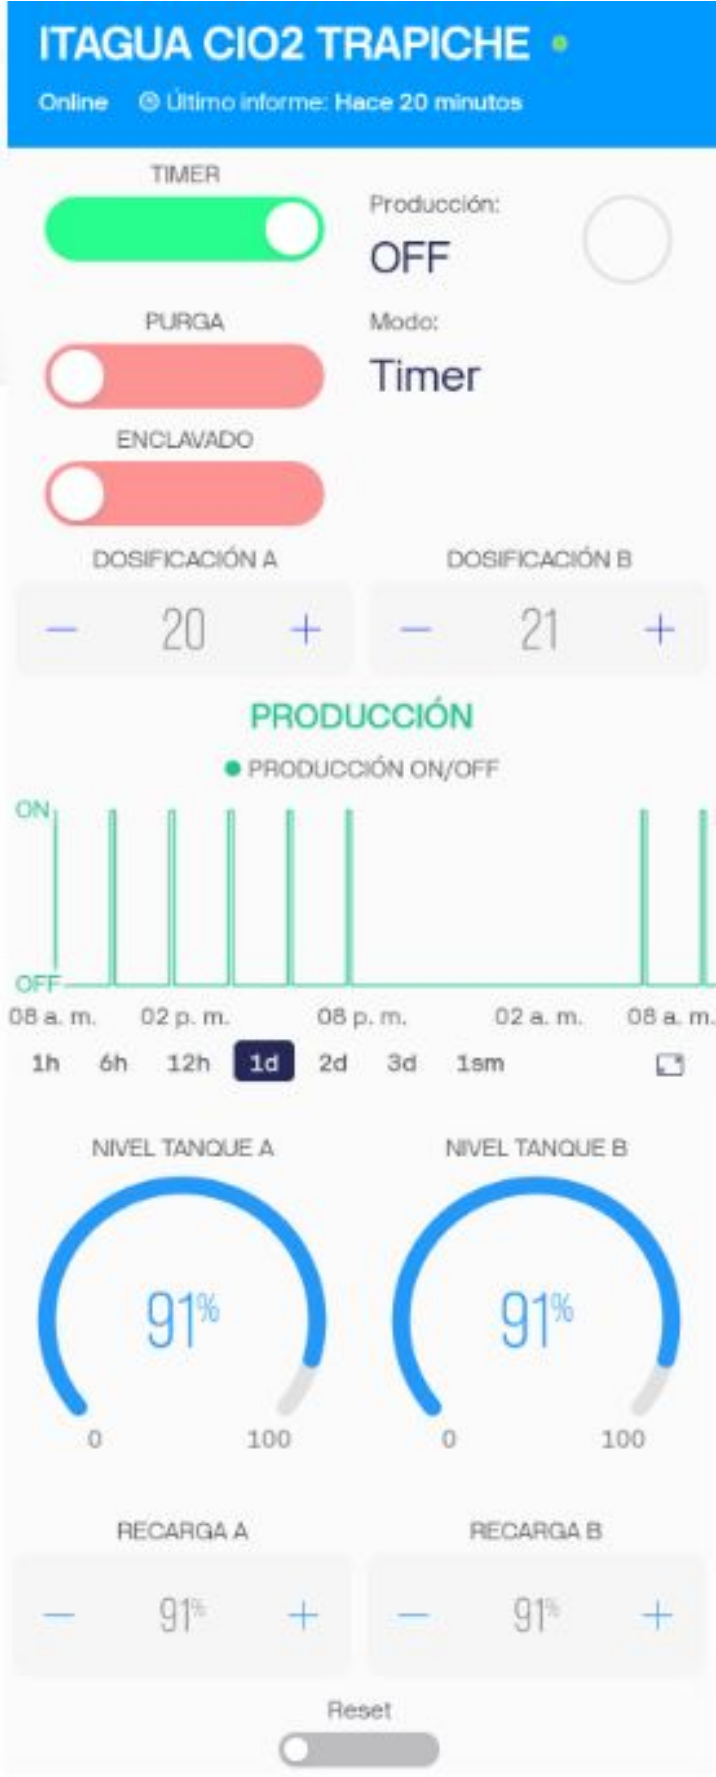 ITAGUA ClO2 TRAPICHE
Online Último informe: Hace 20 minutos
TIMER
Producción:
OFF
PURGA
Modo:
Timer
ENCLAVADO
DOSIFICACIÓN A DOSIFICACIÓN B
− 20 + − 21 +
PRODUCCIÓN
PRODUCCIÓN ON/OFF
ON
OFF
08 a. m. 02 p. m. 08 p. m. 02 a. m. 08 a. m.
1h 6h 12h 1d 2d 3d 1sm
NIVEL TANQUE A NIVEL TANQUE B
91% 91%
0 100 0 100
RECARGA A RECARGA B
− 91% + − 91% +
Reset